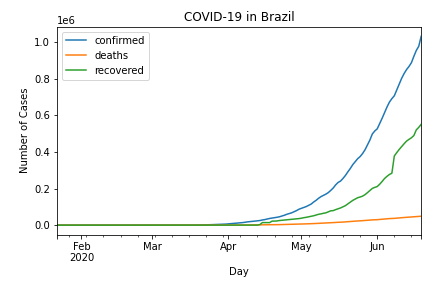 COVID-19 in Brazil
1e6
confirmed
deaths
recovered
Number of Cases
1.0
0.8
0.6
0.4
0.2
0.0
Feb Mar Apr May Jun
2020
Day